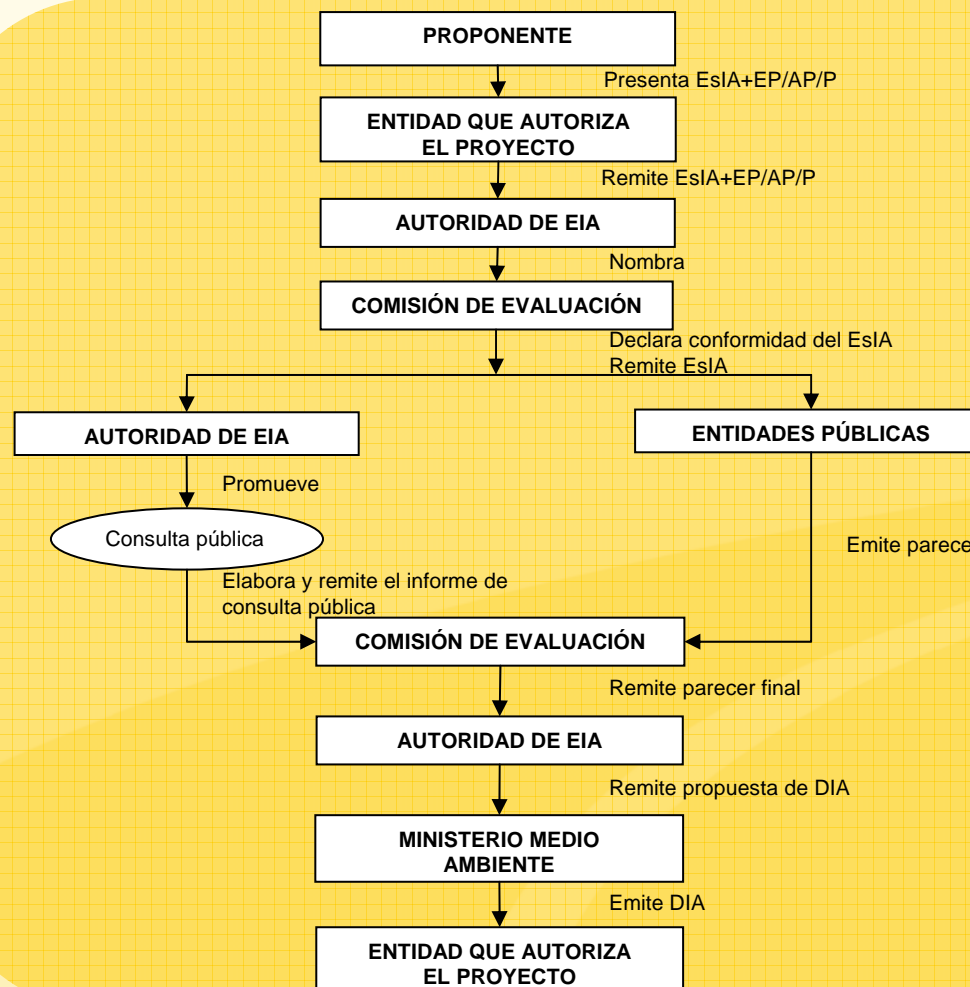 PROPONENTE
Presenta EsIA+EP/AP/P
ENTIDAD QUE AUTORIZA
EL PROYECTO
Remite EsIA+EP/AP/P
AUTORIDAD DE EIA
Nombra
COMISIÓN DE EVALUACIÓN
Declara conformidad del EsIA
Remite EsIA
AUTORIDAD DE EIA
ENTIDADES PÚBLICAS
Promueve
Consulta pública
Emite parece
Elabora y remite el informe de
consulta pública
COMISIÓN DE EVALUACIÓN
Remite parecer final
AUTORIDAD DE EIA
Remite propuesta de DIA
MINISTERIO MEDIO
AMBIENTE
Emite DIA
ENTIDAD QUE AUTORIZA
EL PROYECTO